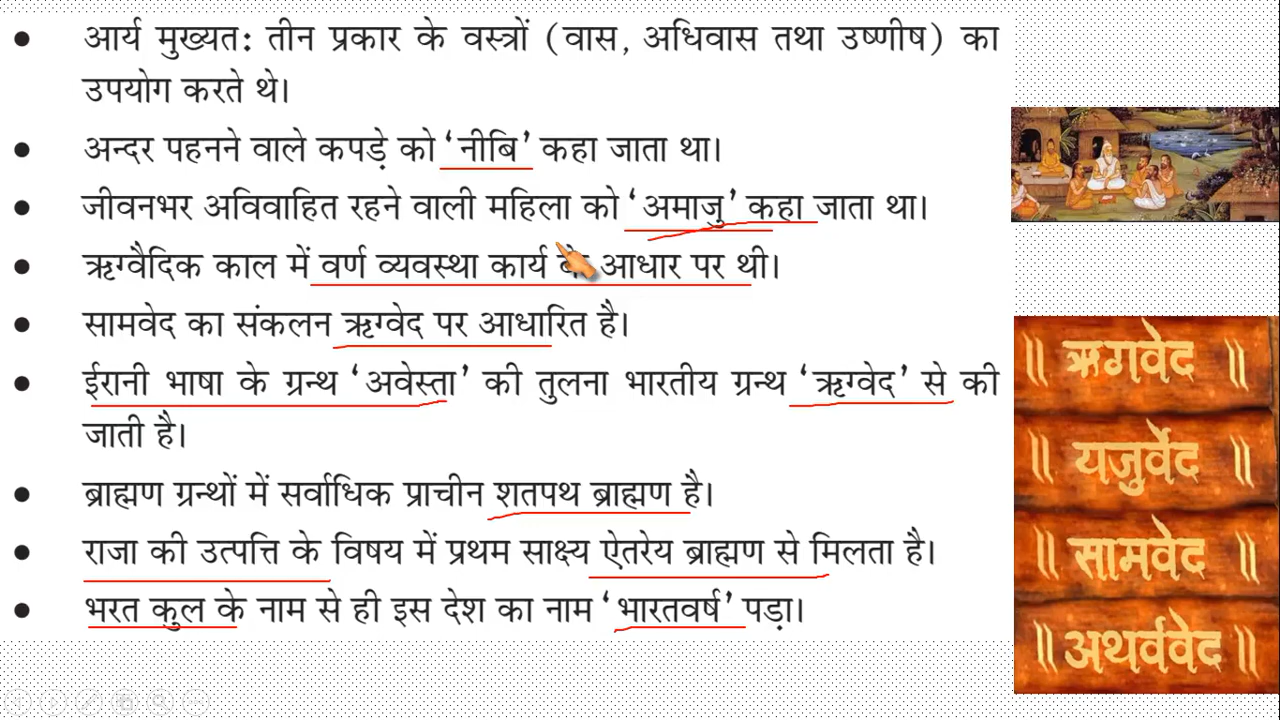 • आर्य मुख्यतः तीन प्रकार के वस्त्रों (वास, अधिवास तथा उष्णीष) का
उपयोग करते थे।
• अन्दर पहनने वाले कपड़े को ‘नीबि’ कहा जाता था।
• जीवनभर अविवाहित रहने वाली महिला को ‘अमाजु’ कहा जाता था।
• ऋग्वैदिक काल में वर्ण व्यवस्था कार्य के आधार पर थी।
• सामवेद का संकलन ऋग्वेद पर आधारित है।
• ईरानी भाषा के ग्रन्थ ‘अवेस्ता’ की तुलना भारतीय ग्रन्थ ‘ऋग्वेद’ से की
जाती है।
• ब्राह्मण ग्रन्थों में सर्वाधिक प्राचीन शतपथ ब्राह्मण है।
• राजा की उत्पत्ति के विषय में प्रथम साक्ष्य ऐतरेय ब्राह्मण से मिलता है।
• भरत कुल के नाम से ही इस देश का नाम ‘भारतवर्ष’ पड़ा।
॥ ऋगवेद ॥
॥ यजुर्वेद ॥
॥ सामवेद ॥
॥ अथर्ववेद ॥